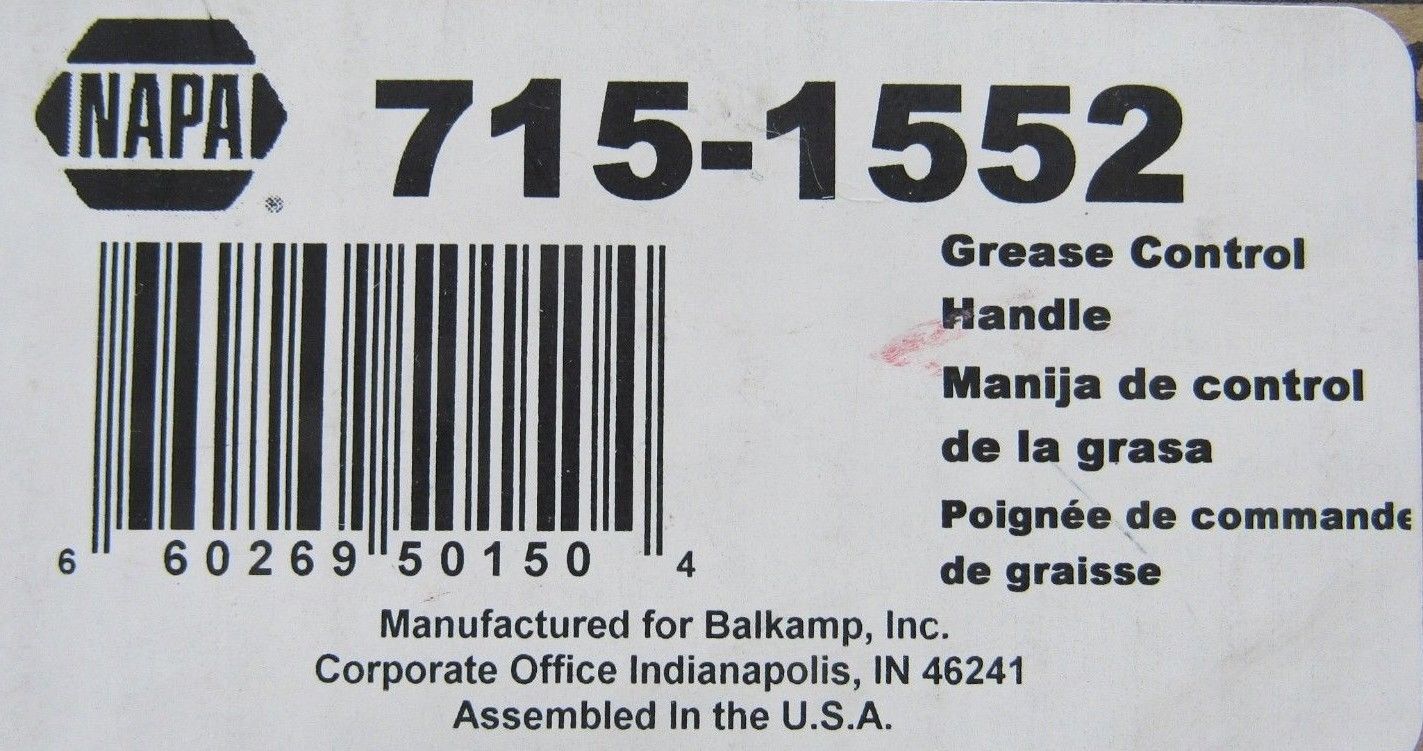 NAPA ®
715-1552
Grease Control
Handle
Manija de control
de la grasa
Poignée de commande
de graisse
6 60269 50150 4
Manufactured for Balkamp, Inc.
Corporate Office Indianapolis, IN 46241
Assembled In the U.S.A.